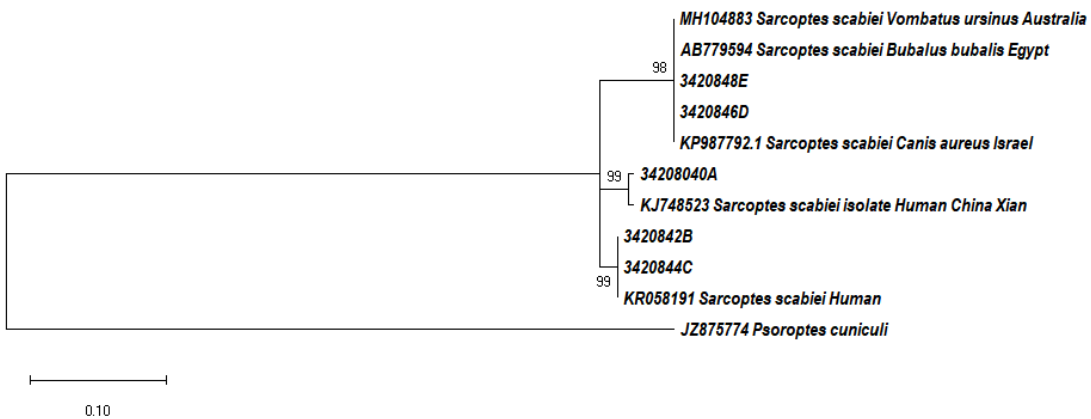 MH104883 Sarcoptes scabiei Vombatus ursinus Australia
AB779594 Sarcoptes scabiei Bubalus bubalis Egypt
98
3420848E
3420846D
KP987792.1 Sarcoptes scabiei Canis aureus Israel
99
34208040A
KJ748523 Sarcoptes scabiei isolate Human China Xian
3420842B
3420844C
99
KR058191 Sarcoptes scabiei Human
JZ875774 Psoroptes cuniculi
0.10